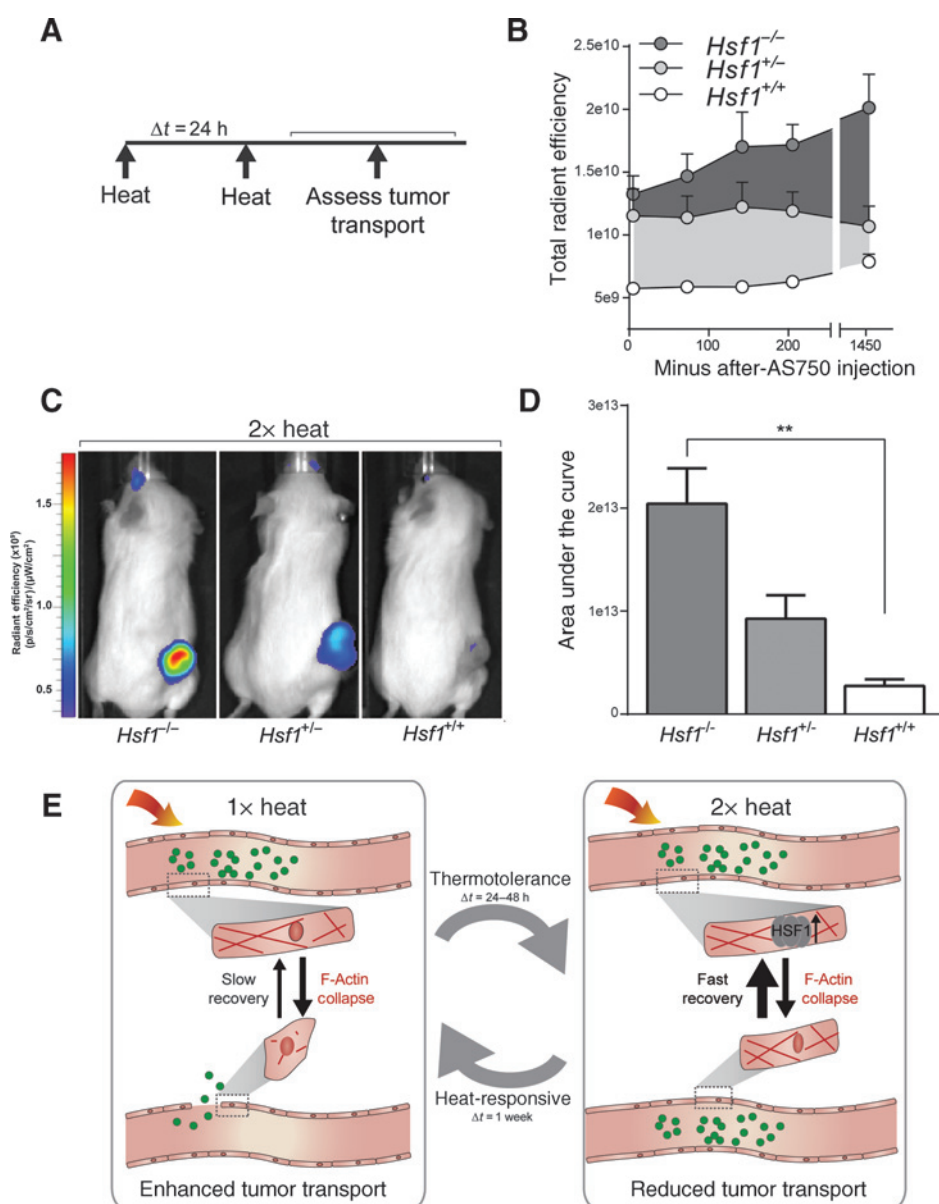 A
Δt = 24 h
Heat
Heat
Assess tumor
transport
B
Hsf1–/–
Hsf1+/–
Hsf1+/+
Total radient efficiency
2.5e10
2e10
1.5e10
1e10
5e9
0
100
200
1450
Minus after-AS750 injection
C
2× heat
Radiant efficiency (x10⁹)
(p/s/cm²/sr)/(μW/cm²)
1.5
1.0
0.5
Hsf1–/–
Hsf1+/–
Hsf1+/+
D
**
Area under the curve
3e13
2e13
1e13
0
Hsf1-/-
Hsf1+/-
Hsf1+/+
E
1× heat
Slow
recovery
F-Actin
collapse
Enhanced tumor transport
Thermotolerance
Δt = 24–48 h
Heat-responsive
Δt = 1 week
2× heat
HSF1
Fast
recovery
F-Actin
collapse
Reduced tumor transport